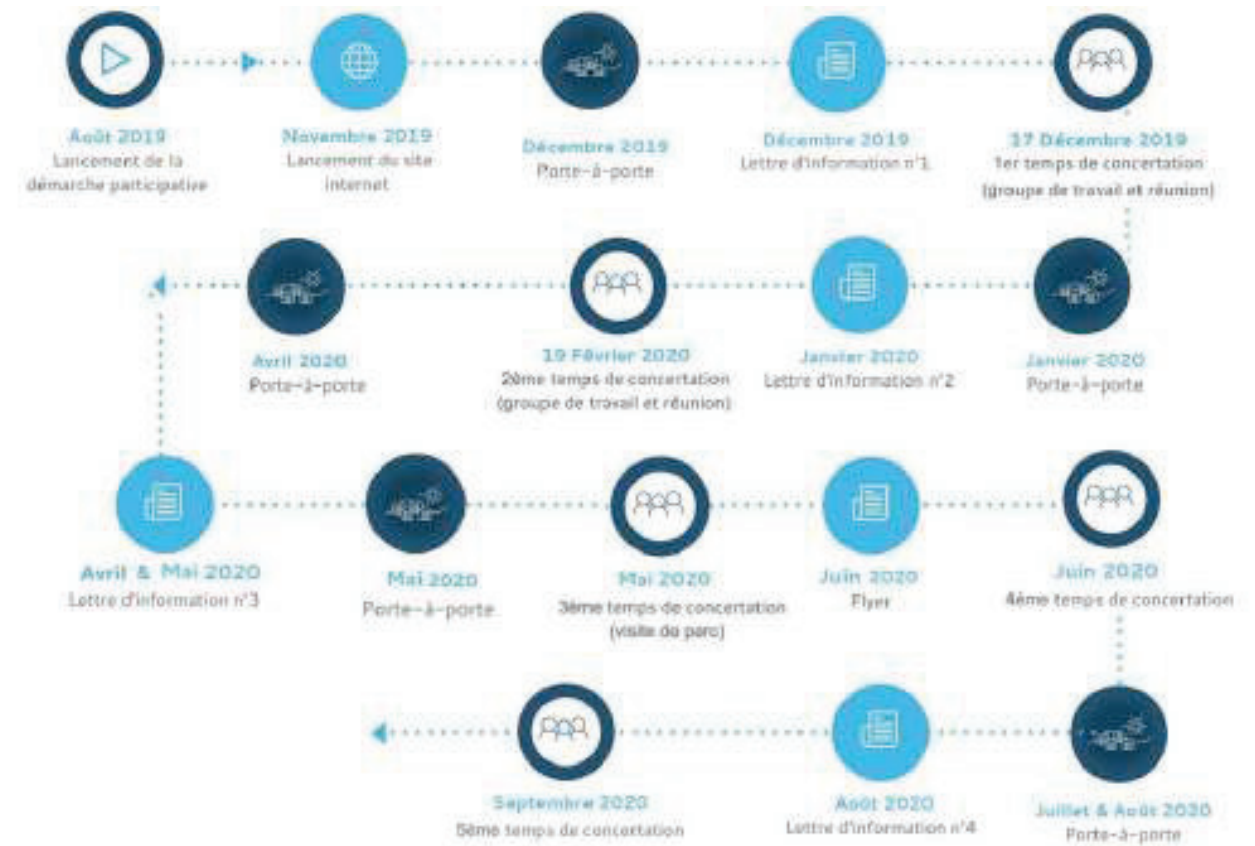 Août 2019
Lancement de la
démarche participative
Novembre 2019
Lancement du site
internet
Décembre 2019
Porte-à-porte
Décembre 2019
Lettre d'information n°1
17 Décembre 2019
1er temps de concertation
(groupe de travail et réunion)
Janvier 2020
Porte-à-porte
Janvier 2020
Lettre d'information n°2
19 Février 2020
2ème temps de concertation
(groupe de travail et réunion)
Avril 2020
Porte-à-porte
Avril & Mai 2020
Lettre d'information n°3
Mai 2020
Porte-à-porte
Mai 2020
3ème temps de concertation
(visite de parc)
Juin 2020
Flyer
Juin 2020
4ème temps de concertation
Juillet & Août 2020
Porte-à-porte
Août 2020
Lettre d'information n°4
Septembre 2020
5ème temps de concertation